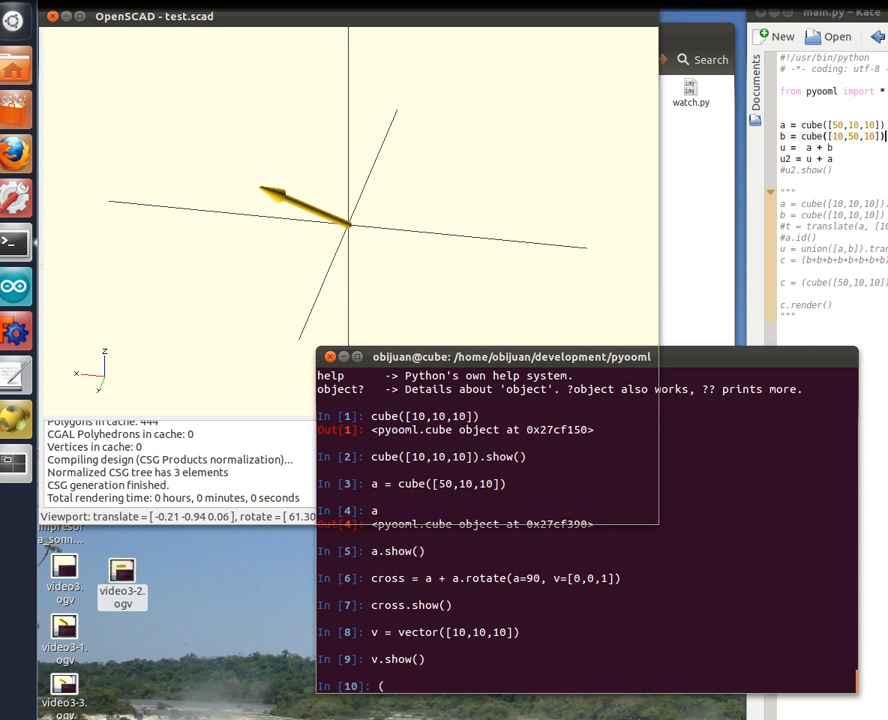 OpenSCAD - test.scad
main.py – Kate
New
Open
Search
watch.py
Documents
#!/usr/bin/python
# -*- coding: utf-8 -
from pyooml import *
a = cube([50,10,10])
b = cube([10,50,10])
u = a + b
u2 = u + a
#u2.show()
"""
a = cube([10,10,10]).
b = cube([10,10,10])
#t = translate(a, [10
#a.id()
u = union([a,b]).tran
c = (b+b+b+b+b+b+b)
c = (cube([50,10,10])
c.render()
"""
z
x
y
Polygons in cache: 444
CGAL Polyhedrons in cache: 0
Vertices in cache: 0
Compiling design (CSG Products normalization)...
Normalized CSG tree has 3 elements
CSG generation finished.
Total rendering time: 0 hours, 0 minutes, 0 seconds
Viewport: translate = [ -0.21 -0.94 0.06 ], rotate = [ 61.30
obijuan@cube: /home/obijuan/development/pyooml
help -> Python's own help system.
object? -> Details about 'object'. ?object also works, ?? prints more.
In [1]: cube([10,10,10])
Out[1]: <pyooml.cube object at 0x27cf150>
In [2]: cube([10,10,10]).show()
In [3]: a = cube([50,10,10])
In [4]: a
Out[4]: <pyooml.cube object at 0x27cf390>
In [5]: a.show()
In [6]: cross = a + a.rotate(a=90, v=[0,0,1])
In [7]: cross.show()
In [8]: v = vector([10,10,10])
In [9]: v.show()
In [10]: (
a_sonn...
video3.
ogv
video3-2.
ogv
video3-1.
ogv
video3-3.
ogv